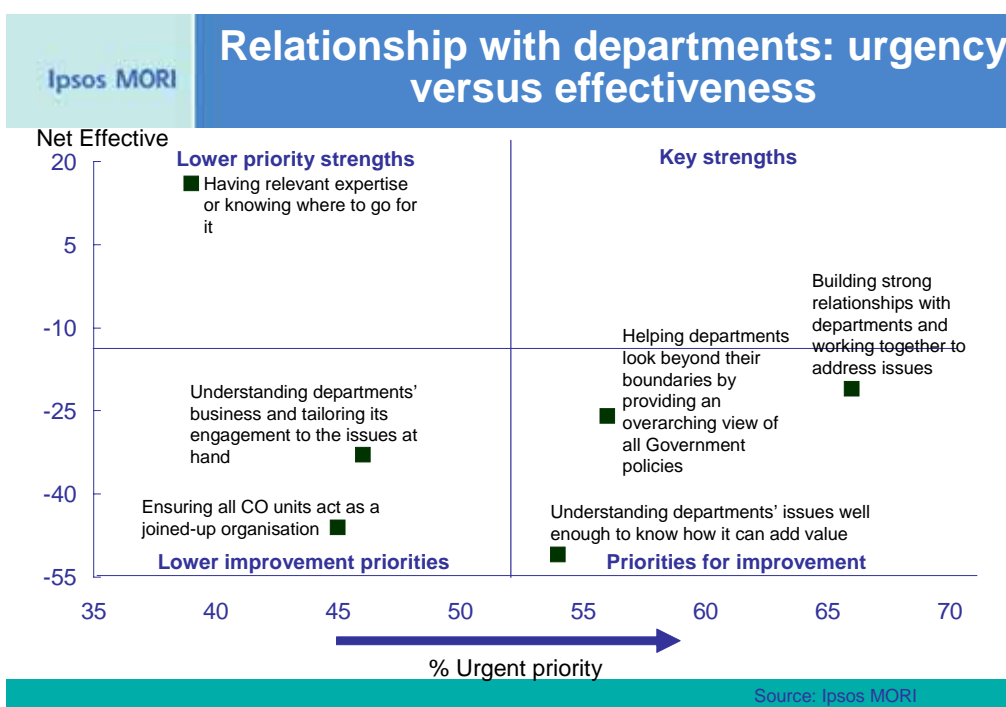 Ipsos MORI
Relationship with departments: urgency
versus effectiveness
Net Effective
20
5
-10
-25
-40
-55
Lower priority strengths
Key strengths
Having relevant expertise
or knowing where to go for
it
Building strong
relationships with
departments and
working together to
address issues
Helping departments
look beyond their
boundaries by
providing an
overarching view of
all Government
policies
Understanding departments’
business and tailoring its
engagement to the issues at
hand
Ensuring all CO units act as a
joined-up organisation
Understanding departments’ issues well
enough to know how it can add value
Lower improvement priorities
Priorities for improvement
35 40 45 50 55 60 65 70
% Urgent priority
Source: Ipsos MORI